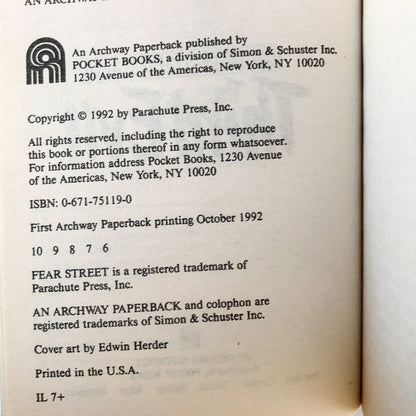 AN ARCHWAY
An Archway Paperback published by
POCKET BOOKS, a division of Simon & Schuster Inc.
1230 Avenue of the Americas, New York, NY 10020
Copyright © 1992 by Parachute Press, Inc.
All rights reserved, including the right to reproduce
this book or portions thereof in any form whatsoever.
For information address Pocket Books, 1230 Avenue
of the Americas, New York, NY 10020
ISBN: 0-671-75119-0
First Archway Paperback printing October 1992
10 9 8 7 6
FEAR STREET is a registered trademark of
Parachute Press, Inc.
AN ARCHWAY PAPERBACK and colophon are
registered trademarks of Simon & Schuster Inc.
Cover art by Edwin Herder
Printed in the U.S.A.
IL 7+